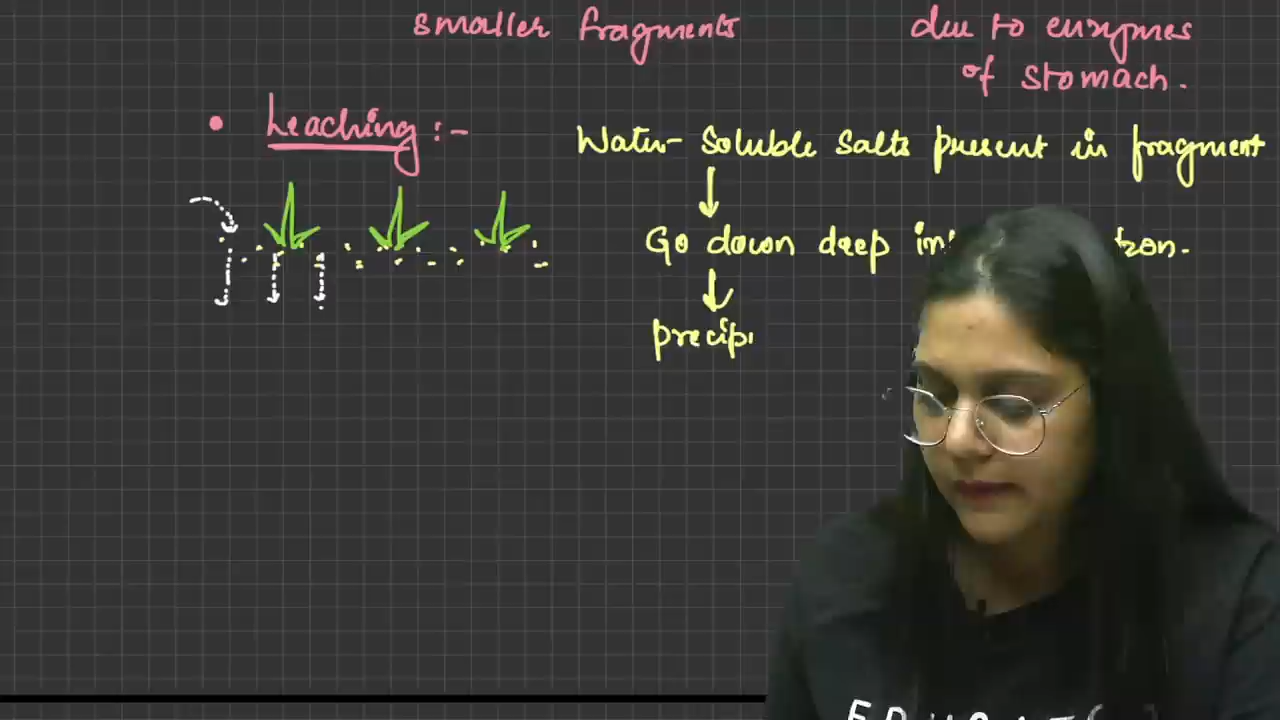 smaller fragments
due to enzymes
of stomach.
• Leaching :-
Water-soluble salts present in fragment
Go down deep in
precipi